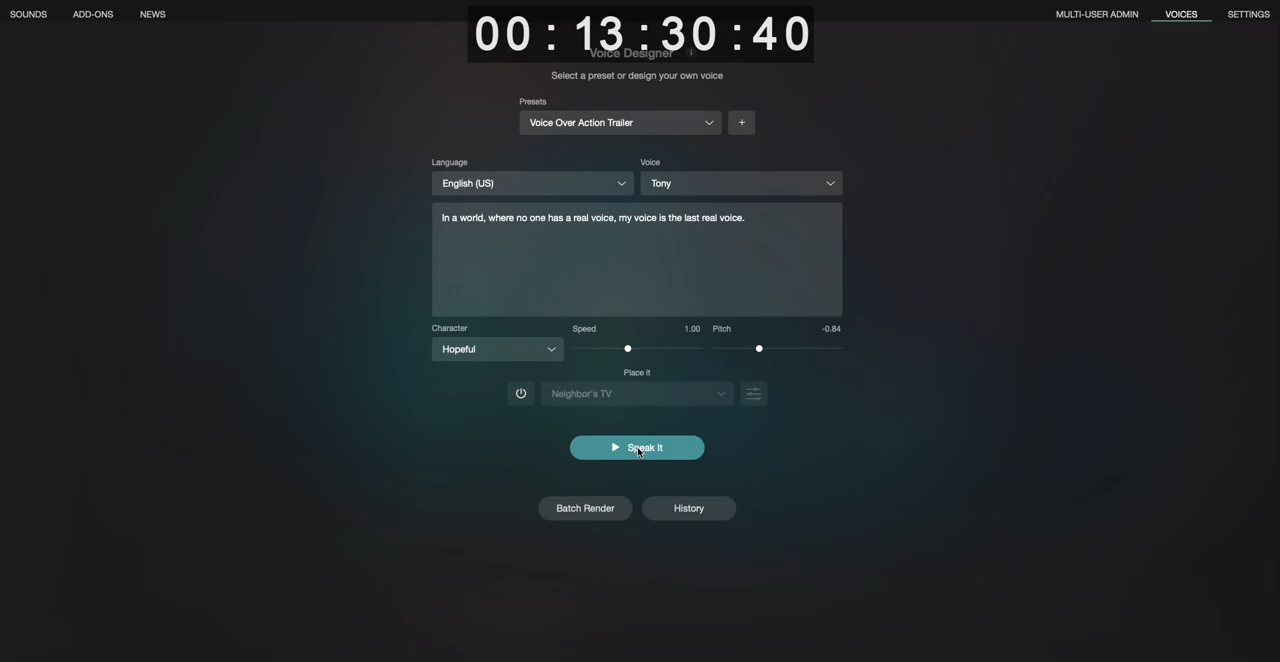 SOUNDS ADD-ONS NEWS MULTI-USER ADMIN VOICES SETTINGS
00 : 13 : 30 : 40
Voice Designer i
Select a preset or design your own voice
Presets
Voice Over Action Trailer +
Language Voice
English (US) Tony
In a world, where no one has a real voice, my voice is the last real voice.
Character Speed 1.00 Pitch -0.84
Hopeful
Place it
Neighbor's TV
Speak It
Batch Render History